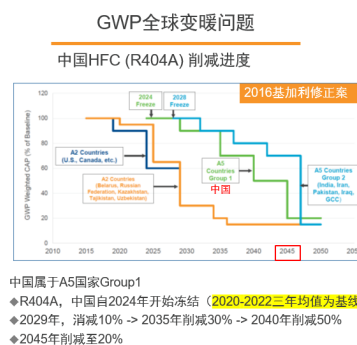 GWP全球变暖问题
中国HFC (R404A) 削减进度
2016基加利修正案
GWP Weighted CAP (% of Baseline)
120
100
80
60
40
20
0
2024
Freeze
2028
Freeze
A2 Countries
(U.S., Canada, etc.)
A2 Countries
(Belarus, Russian
Federation, Kazakhstan,
Tajikistan, Uzbekistan)
A5
Countries
Group 1
中国
A5
Countries
Group 2
(India, Iran,
Pakistan, Iraq,
GCC)
2010
2015
2020
2025
2030
2035
2040
2045
2050
205
中国属于A5国家Group1
◆R404A，中国自2024年开始冻结（2020-2022三年均值为基线
◆2029年，消减10% -> 2035年削减30% -> 2040年削减50%
◆2045年削减至20%